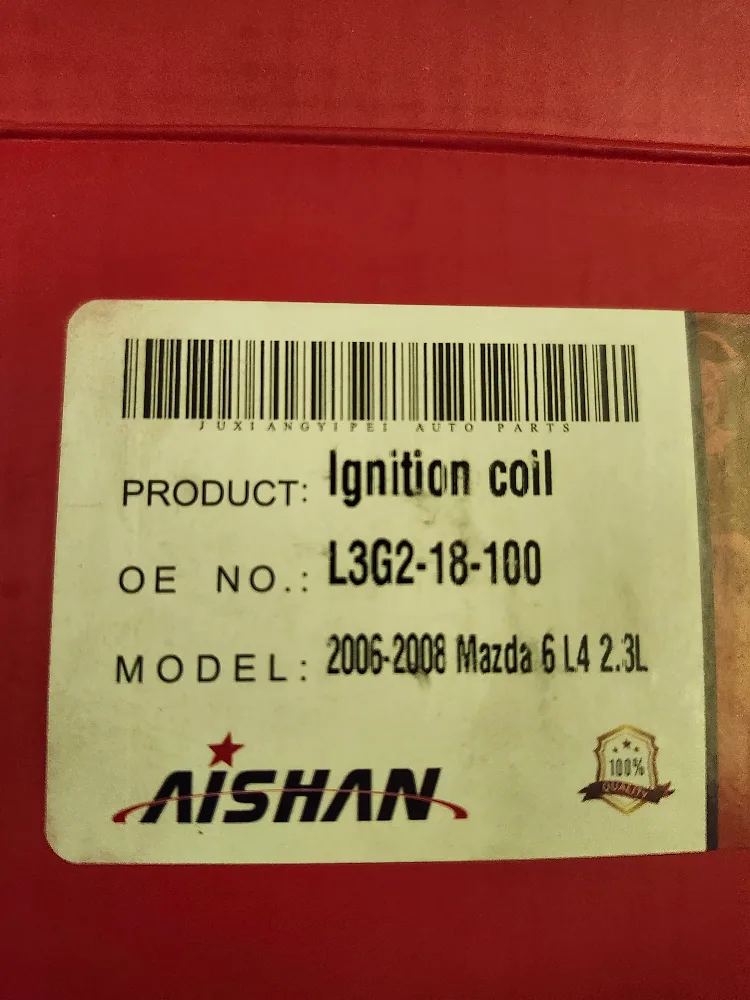 JUXIANGYIPEI AUTO PARTS
PRODUCT: Ignition coil
OE NO.: L3G2-18-100
MODEL: 2006-2008 Mazda 6 L4 2.3L
AISHAN
100%
QUALITY